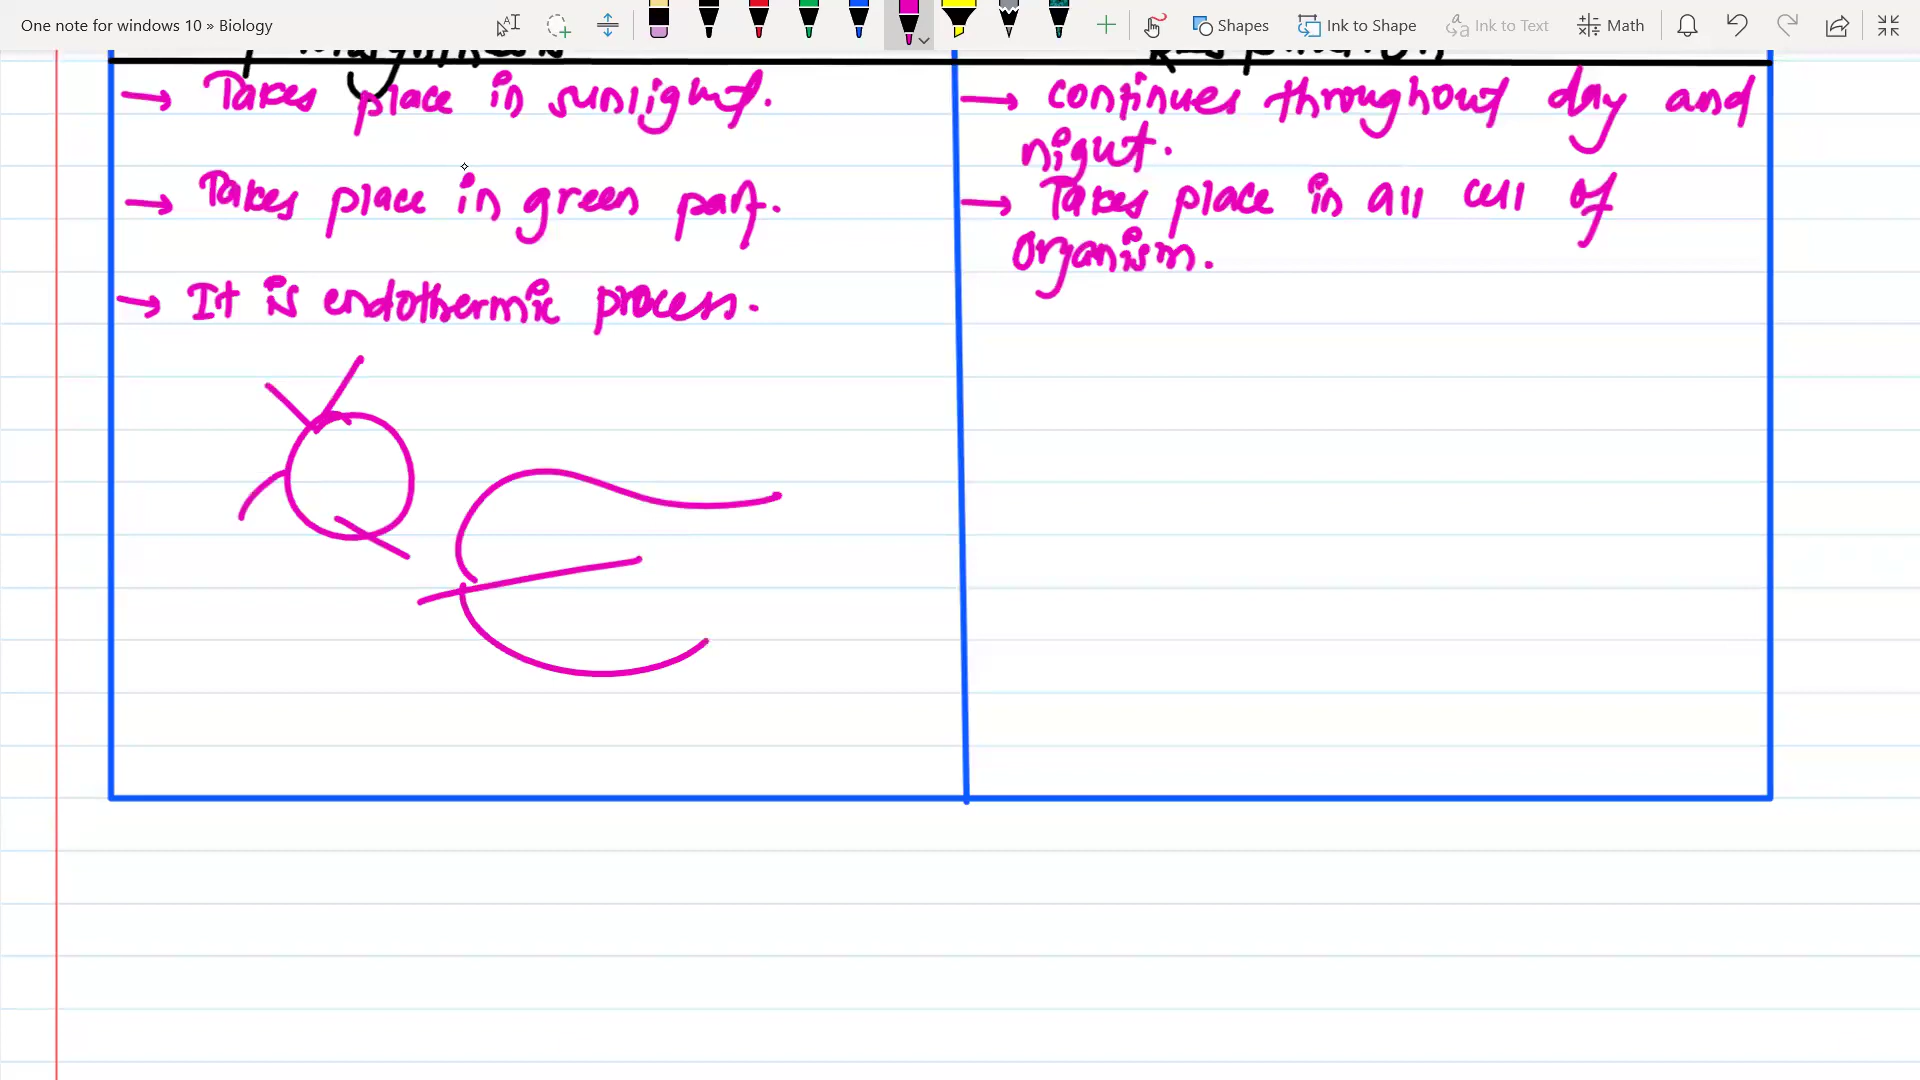 One note for windows 10 » Biology
Shapes
Ink to Shape
Ink to Text
Math
Respiration
→ Takes place in sunlight.
→ Takes place in green part.
→ It is endothermic process.
→ continues throughout day and
night.
→ Takes place in all cell of
organism.